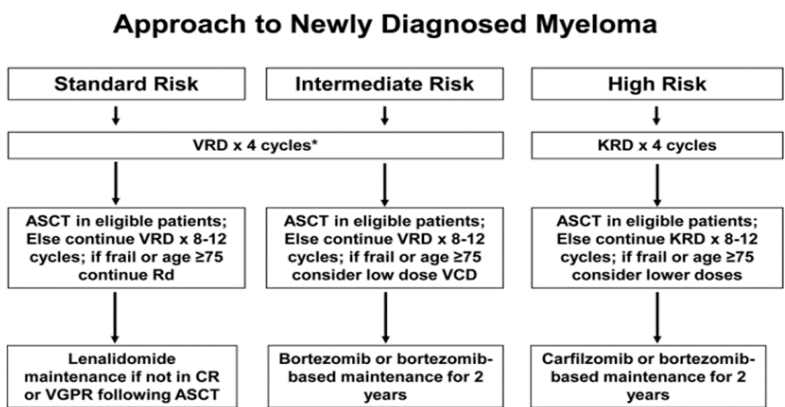 Approach to Newly Diagnosed Myeloma
Standard Risk
Intermediate Risk
High Risk
VRD x 4 cycles*
KRD x 4 cycles
ASCT in eligible patients;
Else continue VRD x 8-12
cycles; if frail or age ≥75
continue Rd
ASCT in eligible patients;
Else continue VRD x 8-12
cycles; if frail or age ≥75
consider low dose VCD
ASCT in eligible patients;
Else continue KRD x 8-12
cycles; if frail or age ≥75
consider lower doses
Lenalidomide
maintenance if not in CR
or VGPR following ASCT
Bortezomib or bortezomib-
based maintenance for 2
years
Carfilzomib or bortezomib-
based maintenance for 2
years